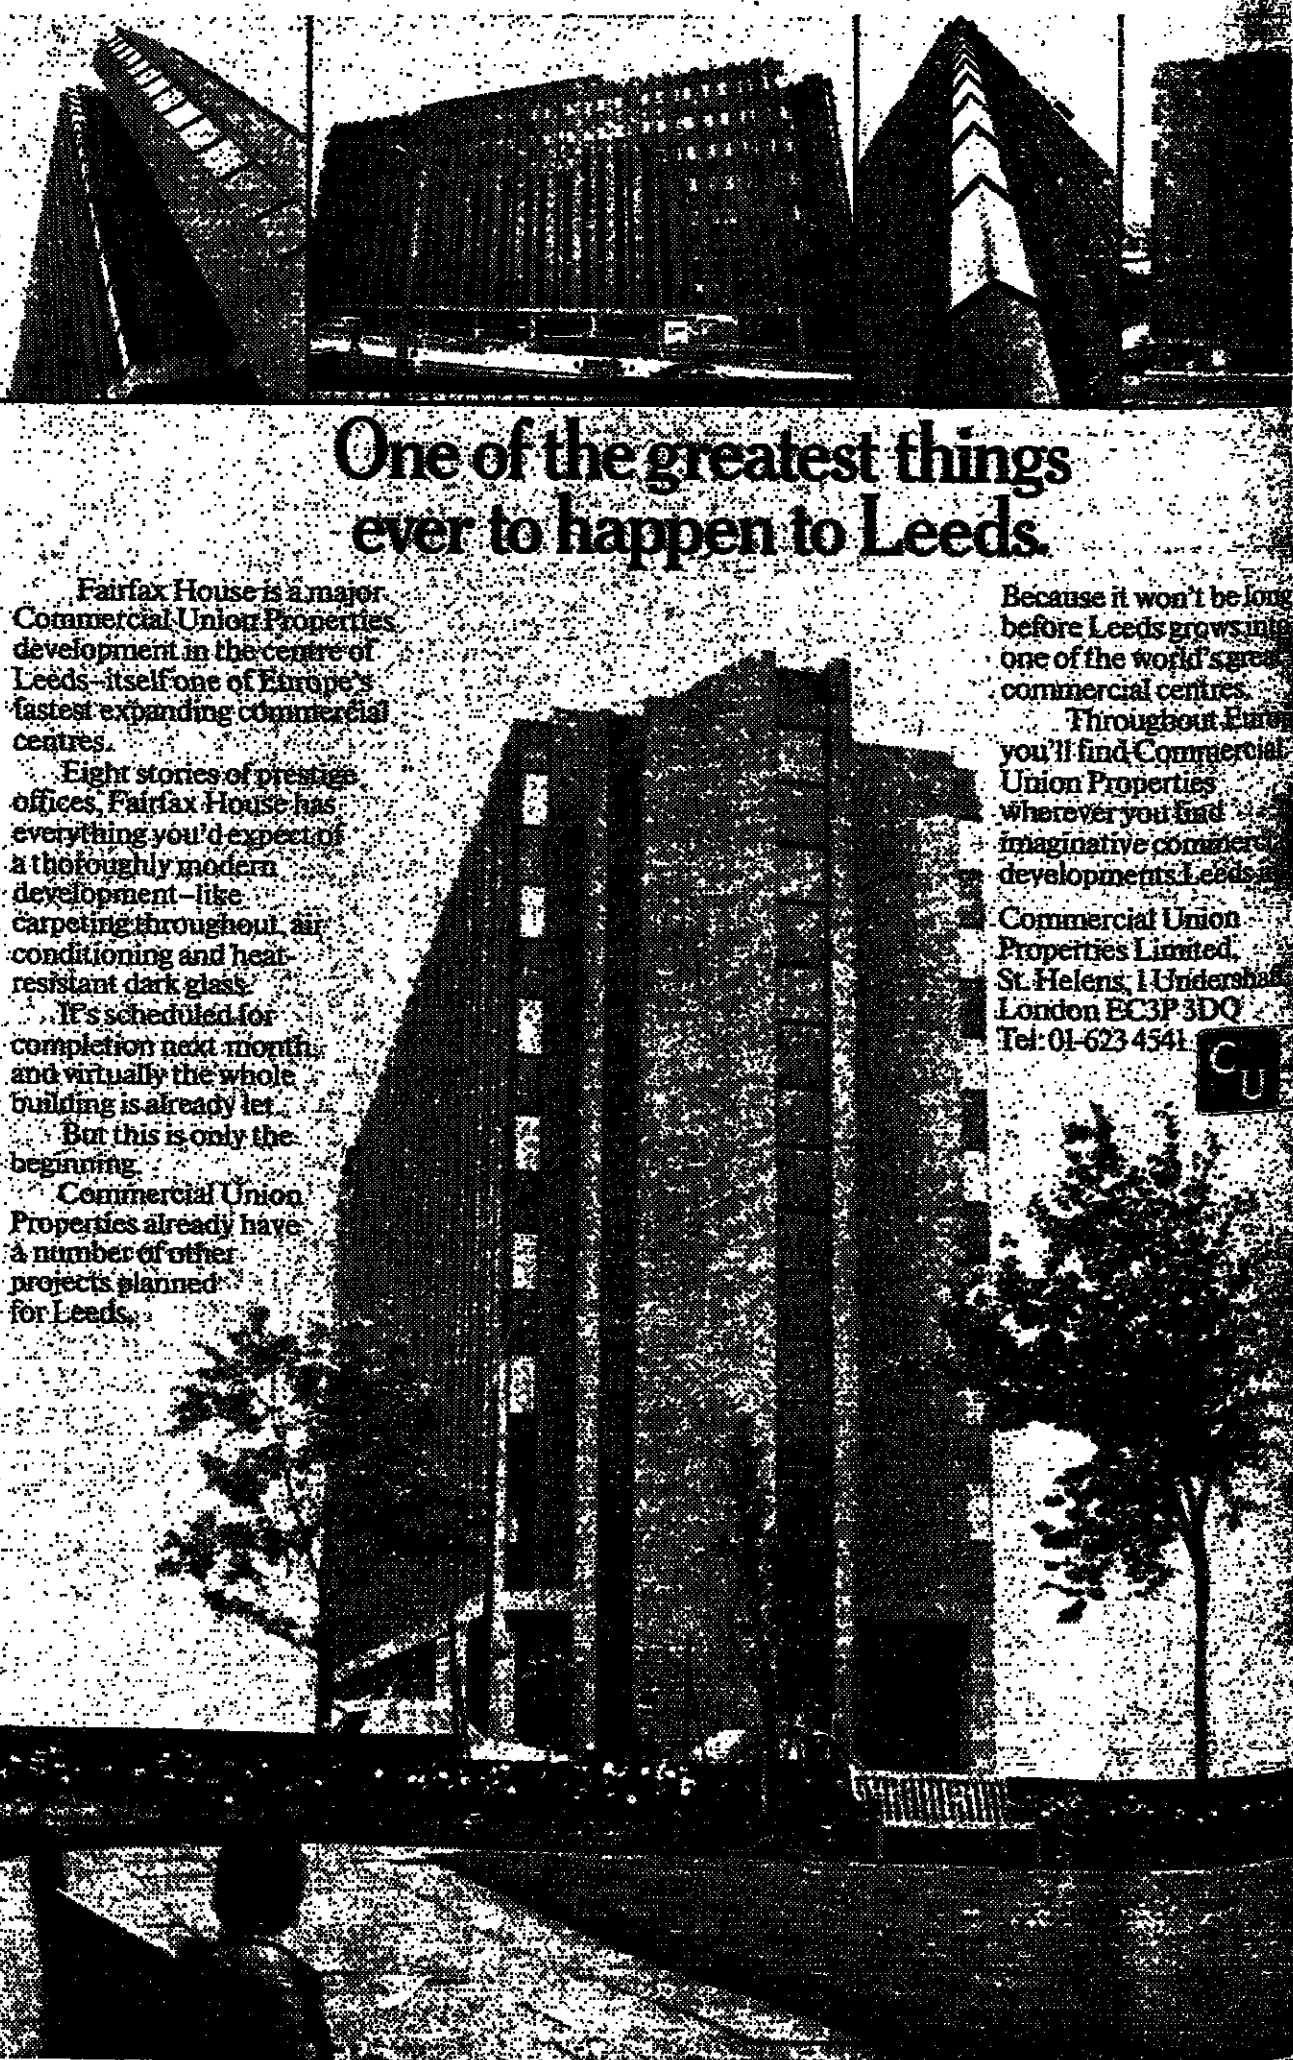 One of the greatest things
ever to happen to Leeds.
Fairfax House is a major
Commercial Union Properties
development in the centre of
Leeds–itself one of Europe's
fastest expanding commercial
centres.
Eight stories of prestige
offices, Fairfax House has
everything you'd expect of
a thoroughly modern
development–like
carpeting throughout, air
conditioning and heat-
resistant dark glass.
It's scheduled for
completion next month
and virtually the whole
building is already let.
But this is only the
beginning.
Commercial Union
Properties already have
a number of other
projects planned
for Leeds.
Because it won't be long
before Leeds grows into
one of the world's grea
commercial centres.
Throughout Euro
you'll find Commercial
Union Properties
wherever you find
imaginative commerci
developments. Leeds
Commercial Union
Properties Limited,
St. Helens, 1 Undershaf
London EC3P 3DQ
Tel: 01-623 4541
CU